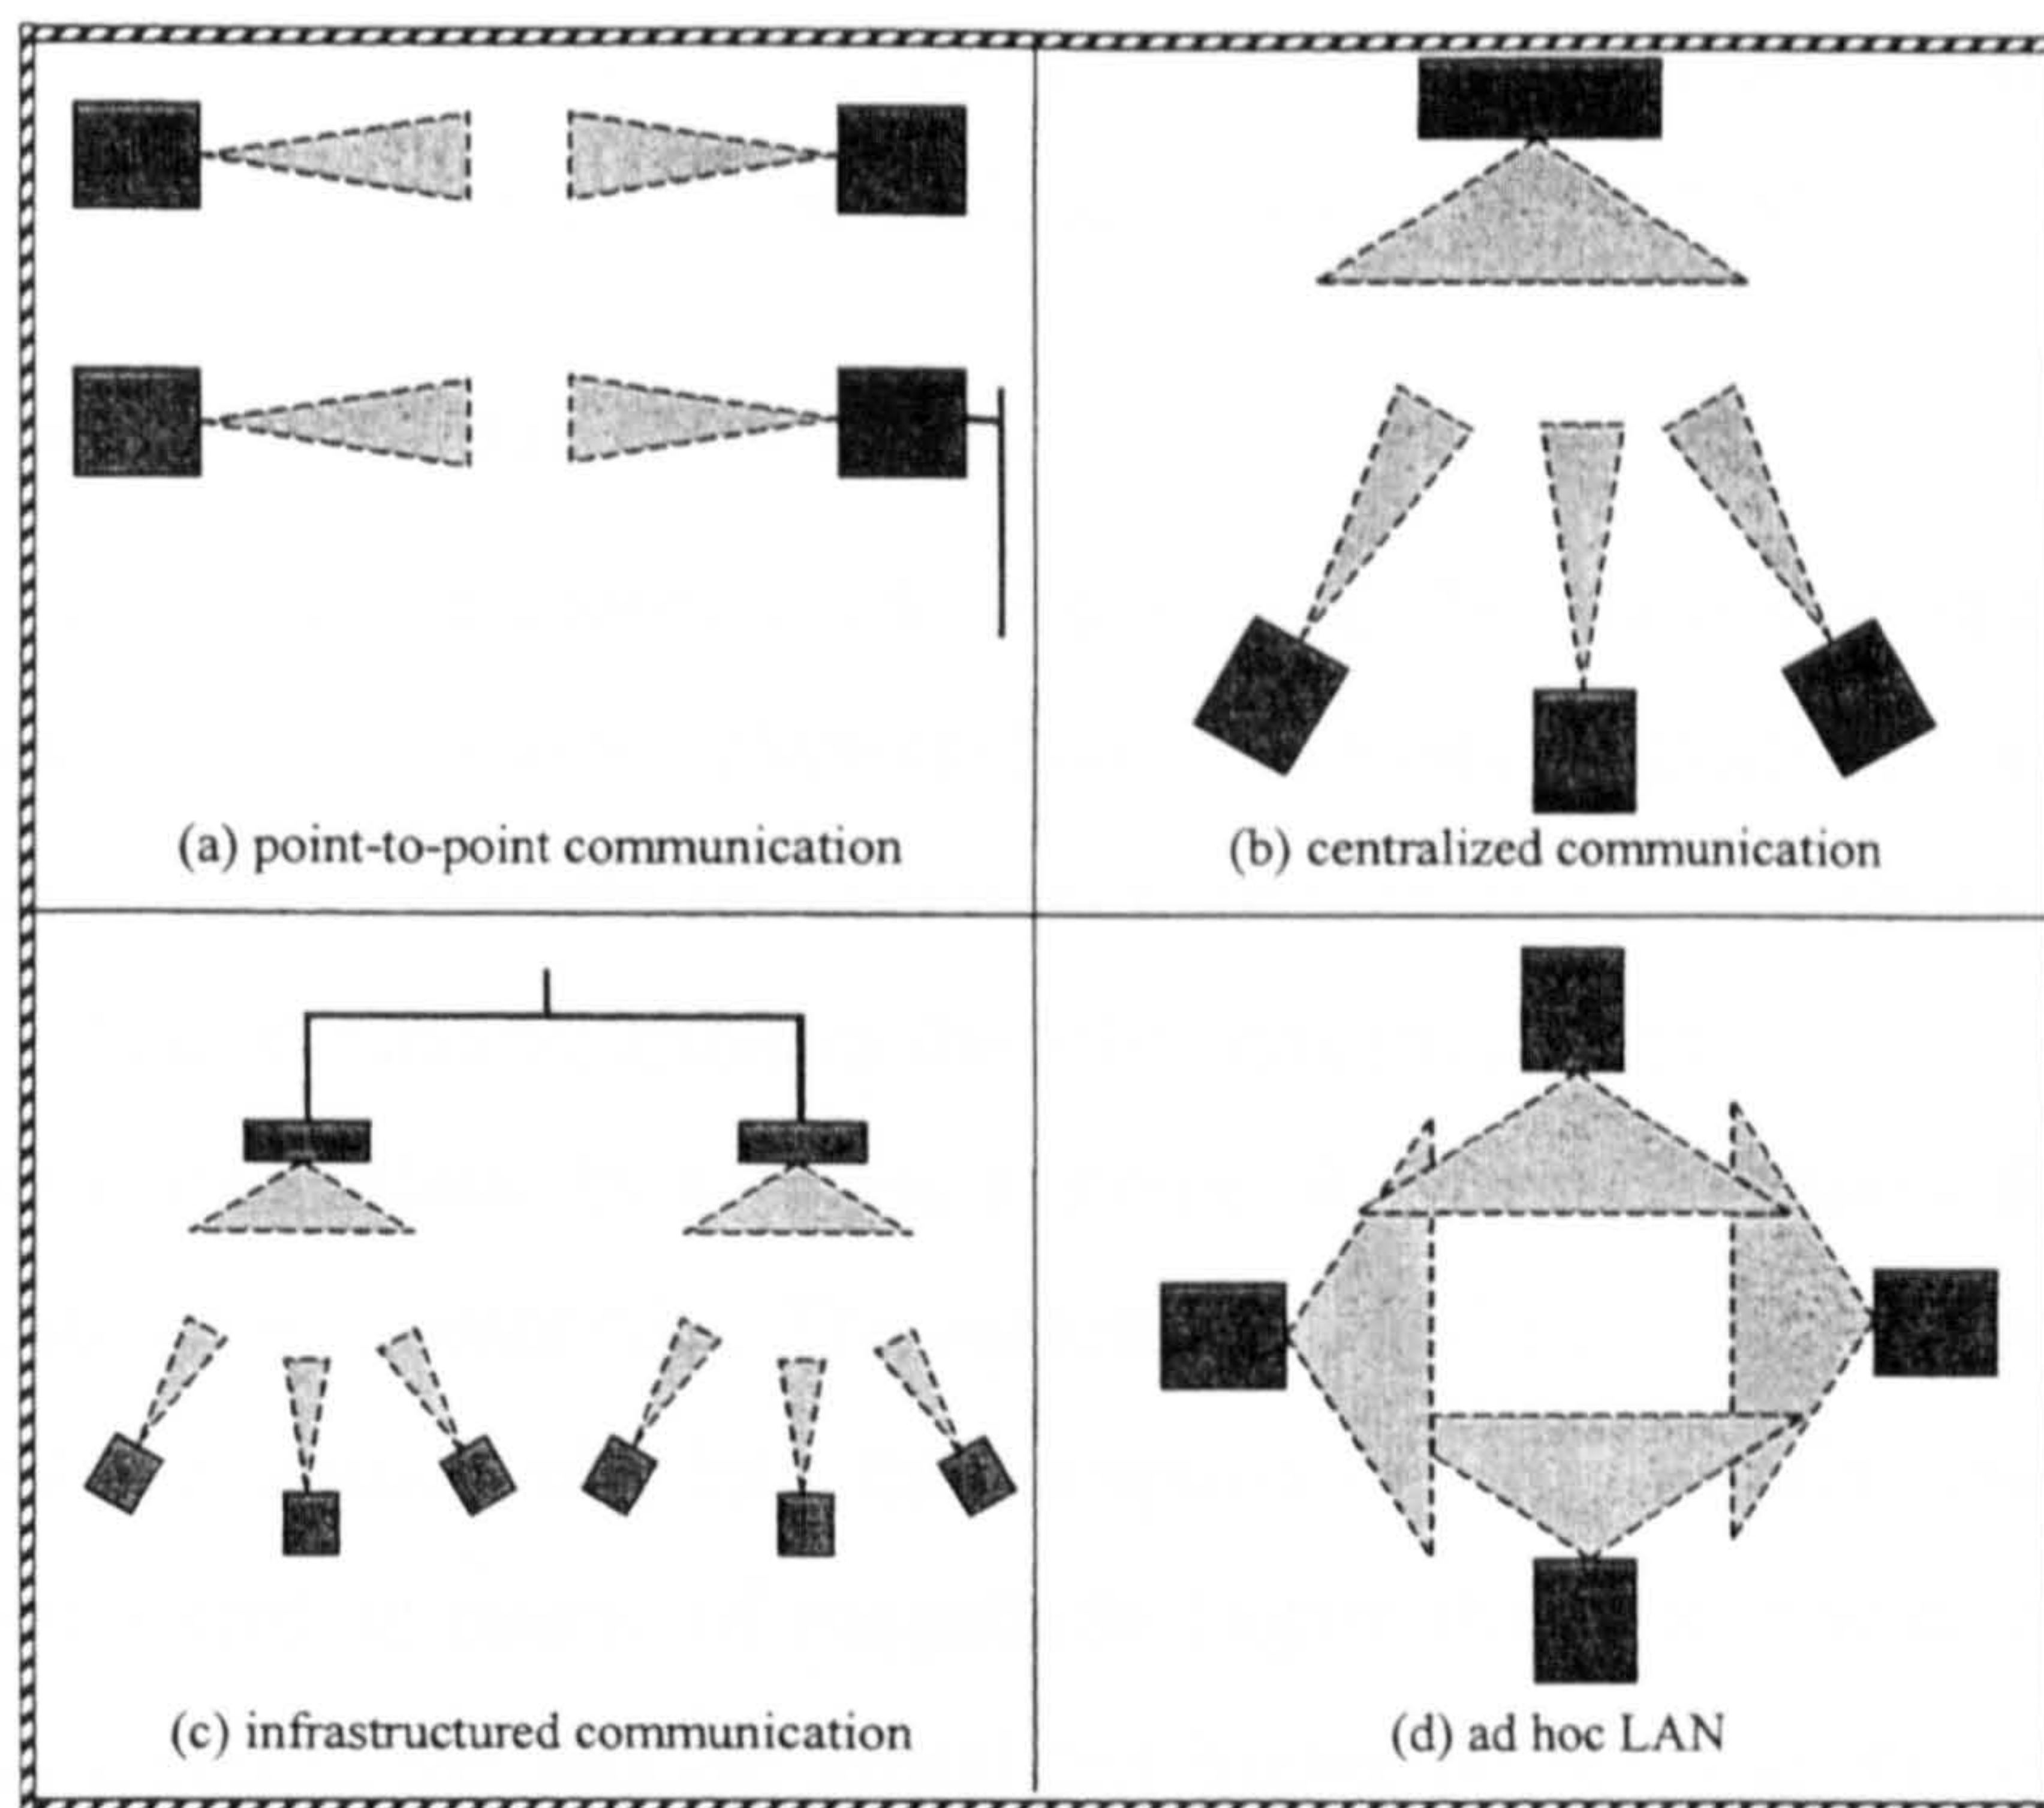 (a) point-to-point communication
(b) centralized communication
(c) infrastructured communication
(d) ad hoc LAN